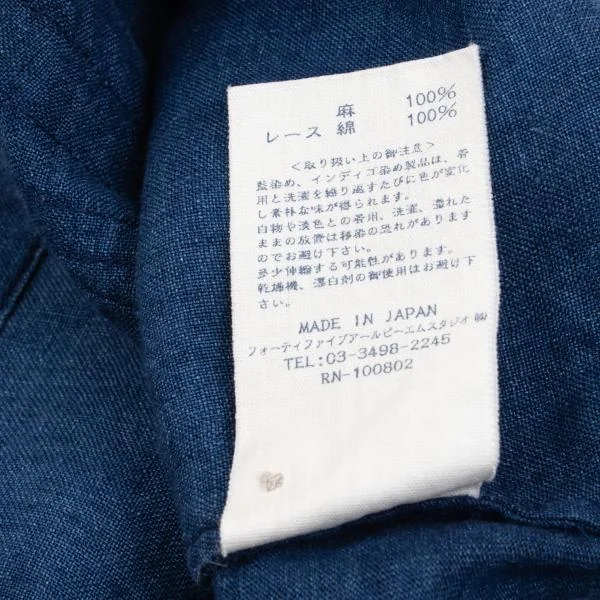 麻 100%
レース 綿 100%
<取り扱い上の御注意>
藍染め、インディゴ染め製品は、着
用と洗濯を繰り返すたびに色が変化
し素朴な味が得られます。
白物や淡色との着用、洗濯、濡れた
ままの放置は移染の恐れがあります
のでお避け下さい。
多少伸縮する可能性があります。
乾燥機、漂白剤の御使用はお避け下
さい。
MADE IN JAPAN
フォーティファイブアールピーエムスタジオ㈱
TEL:03-3498-2245
RN-100802